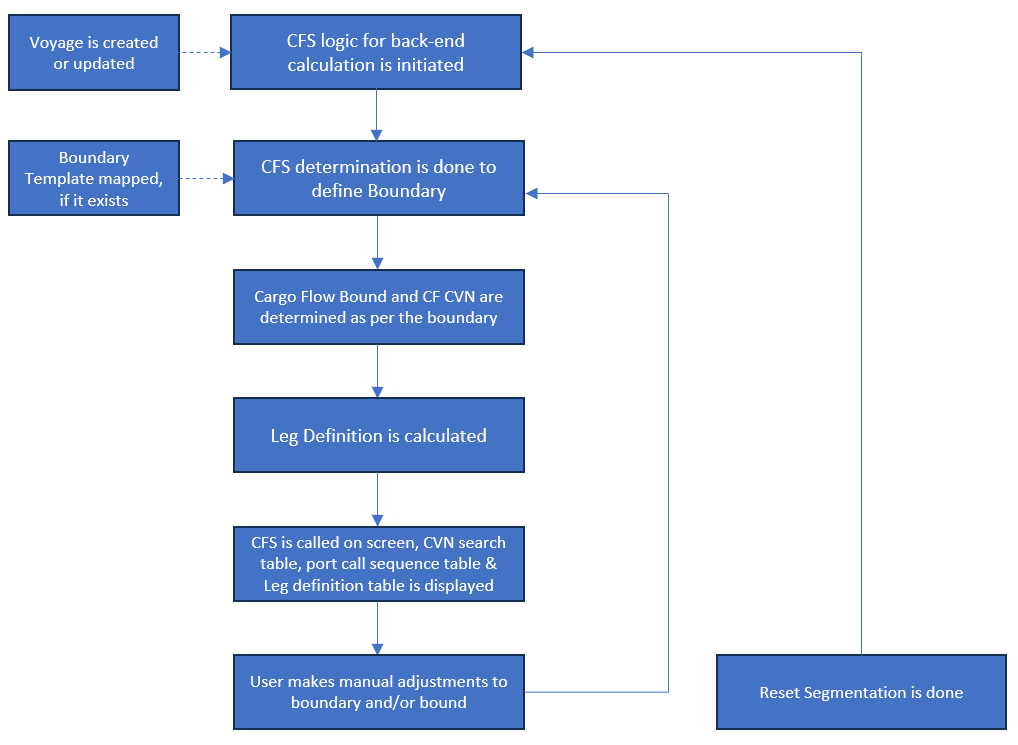 Voyage is created
or updated
CFS logic for back-end
calculation is initiated
Boundary
Template mapped,
if it exists
CFS determination is done to
define Boundary
Cargo Flow Bound and CF CVN are
determined as per the boundary
Leg Definition is calculated
CFS is called on screen, CVN search
table, port call sequence table &
Leg definition table is displayed
User makes manual adjustments to
boundary and/or bound
Reset Segmentation is done